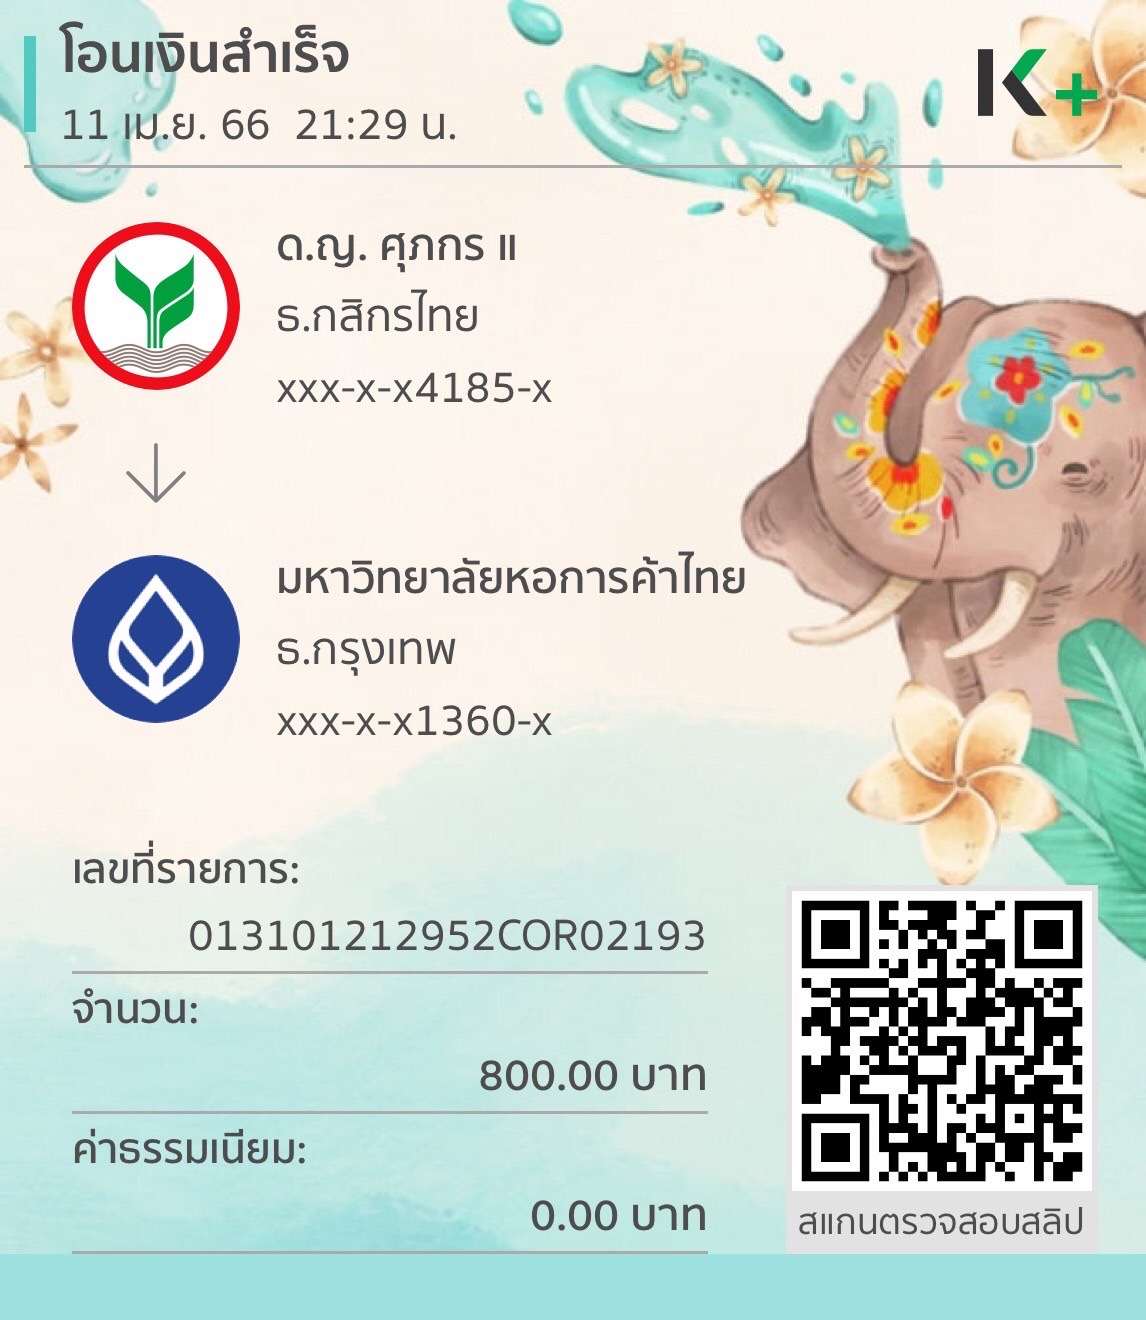 โอนเงินสำเร็จ
11 เม.ย. 66 21:29 น.
K+
ด.ญ. ศุภกร แ
ธ.กสิกรไทย
xxx-x-x4185-x
มหาวิทยาลัยหอการค้าไทย
ธ.กรุงเทพ
xxx-x-x1360-x
เลขที่รายการ:
013101212952COR02193
จำนวน:
800.00 บาท
ค่าธรรมเนียม:
0.00 บาท
สแกนตรวจสอบสลิป